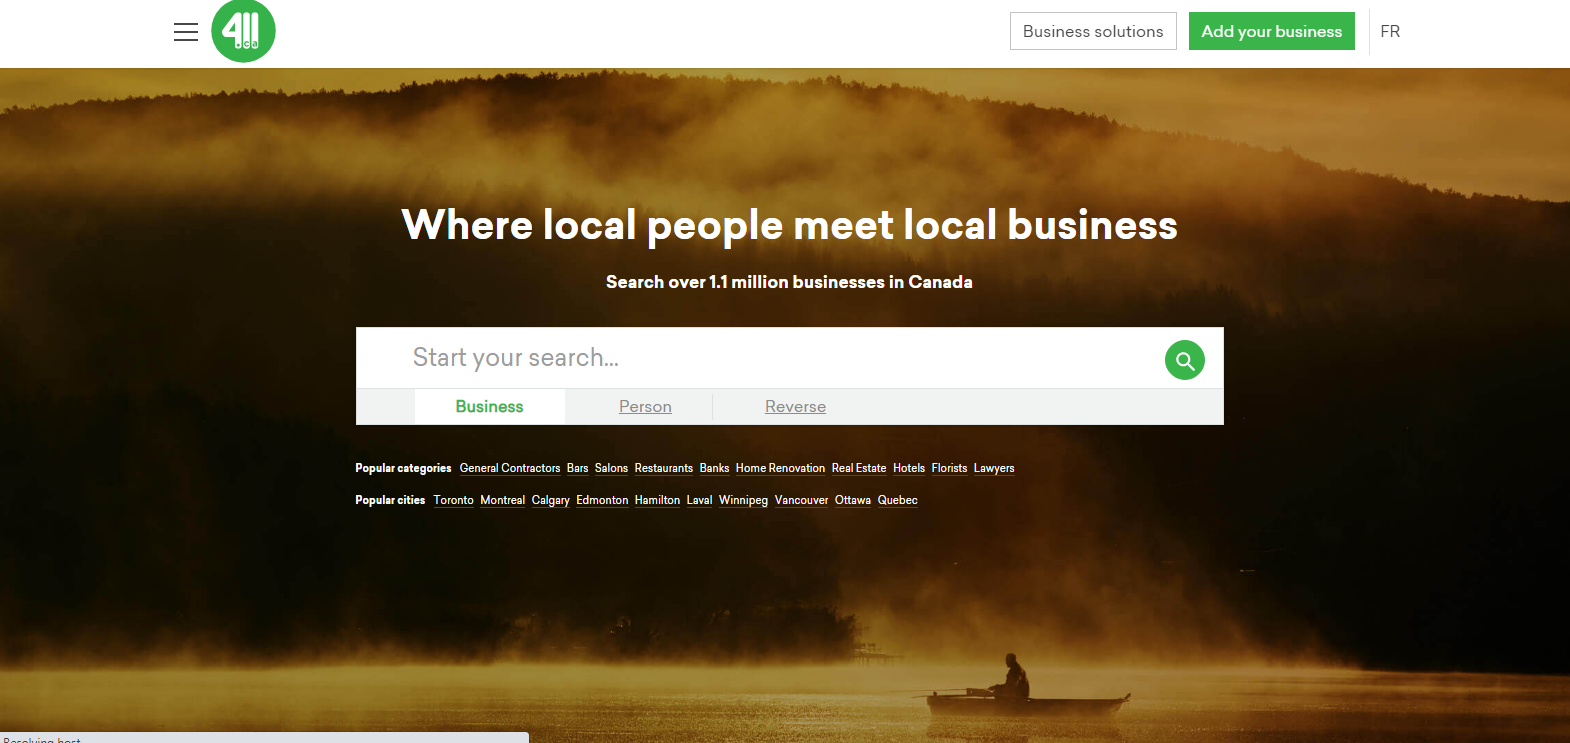 411.ca
Business solutions
Add your business
FR
Where local people meet local business
Search over 1.1 million businesses in Canada
Start your search...
Business Person Reverse
Popular categories General Contractors Bars Salons Restaurants Banks Home Renovation Real Estate Hotels Florists Lawyers
Popular cities Toronto Montreal Calgary Edmonton Hamilton Laval Winnipeg Vancouver Ottawa Quebec
Resolving host